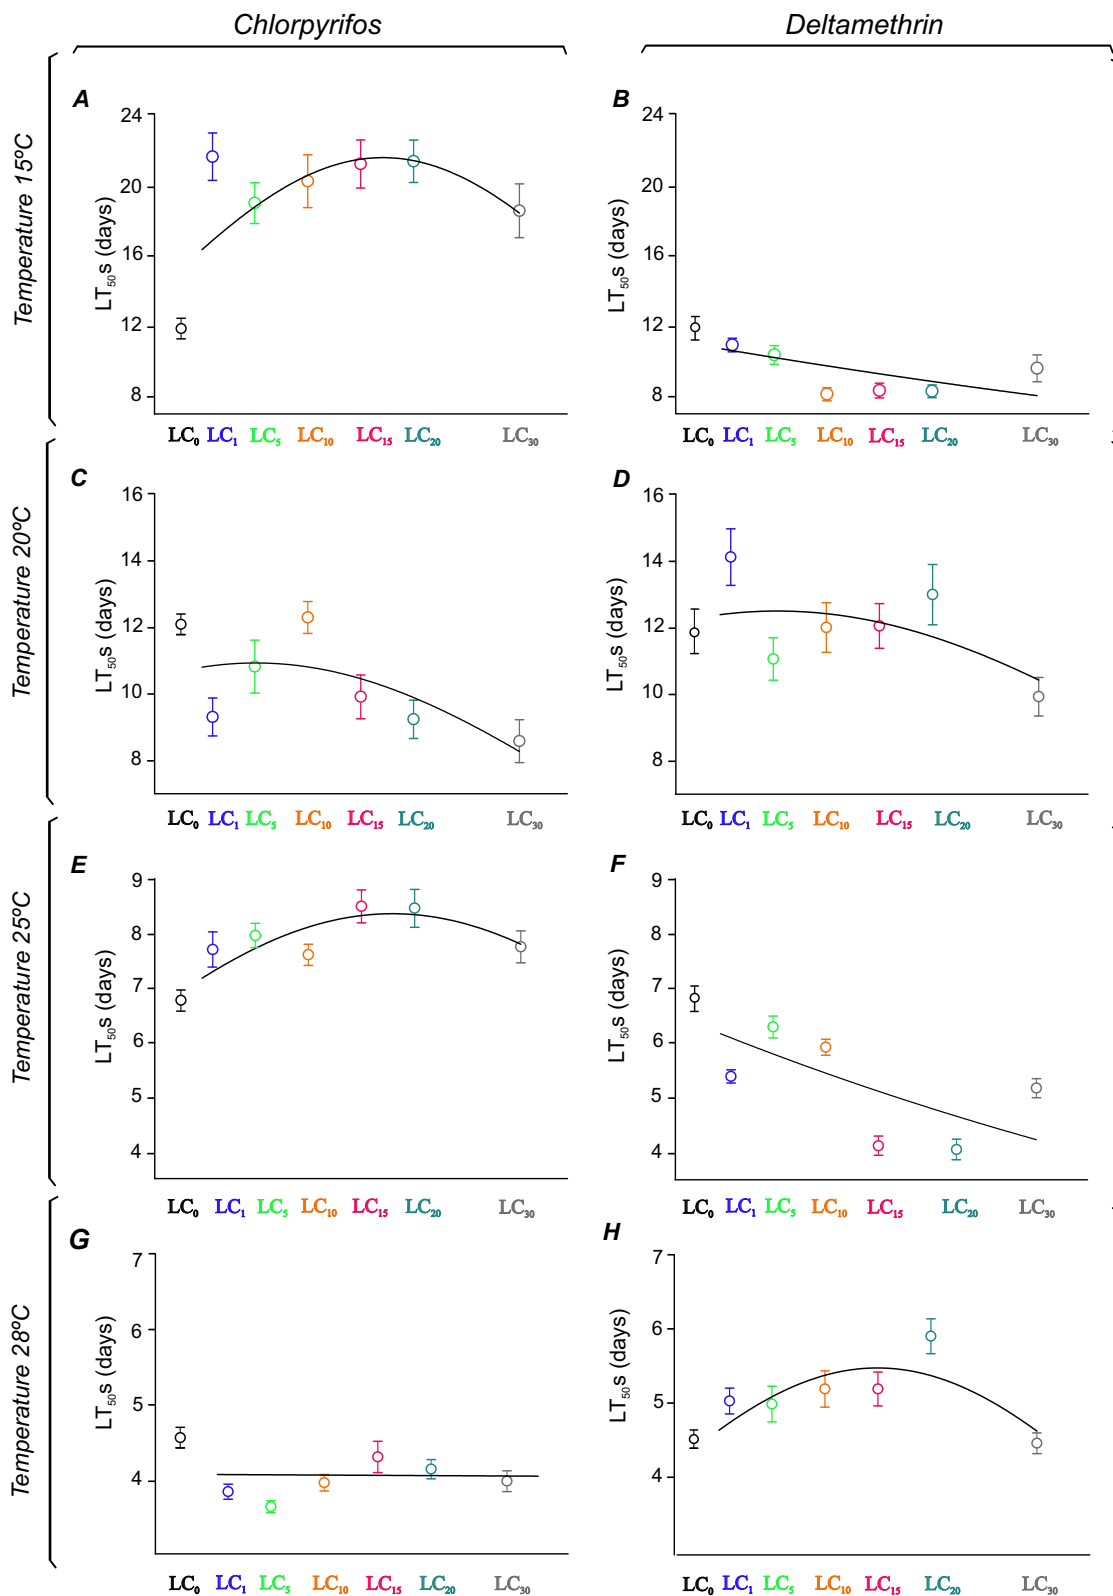 Chlorpyrifos Deltamethrin
Temperature 15ºC
A
LT50s (days)
24
20
16
12
8
LC0 LC1 LC5 LC10 LC15 LC20 LC30
B
LT50s (days)
24
20
16
12
8
LC0 LC1 LC5 LC10 LC15 LC20 LC30
Temperature 20ºC
C
LT50s (days)
16
14
12
10
8
LC0 LC1 LC5 LC10 LC15 LC20 LC30
D
LT50s (days)
16
14
12
10
8
LC0 LC1 LC5 LC10 LC15 LC20 LC30
Temperature 25ºC
E
LT50s (days)
9
8
7
6
5
4
LC0 LC1 LC5 LC10 LC15 LC20 LC30
F
LT50s (days)
9
8
7
6
5
4
LC0 LC1 LC5 LC10 LC15 LC20 LC30
Temperature 28ºC
G
LT50s (days)
7
6
5
4
LC0 LC1 LC5 LC10 LC15 LC20 LC30
H
LT50s (days)
7
6
5
4
LC0 LC1 LC5 LC10 LC15 LC20 LC30